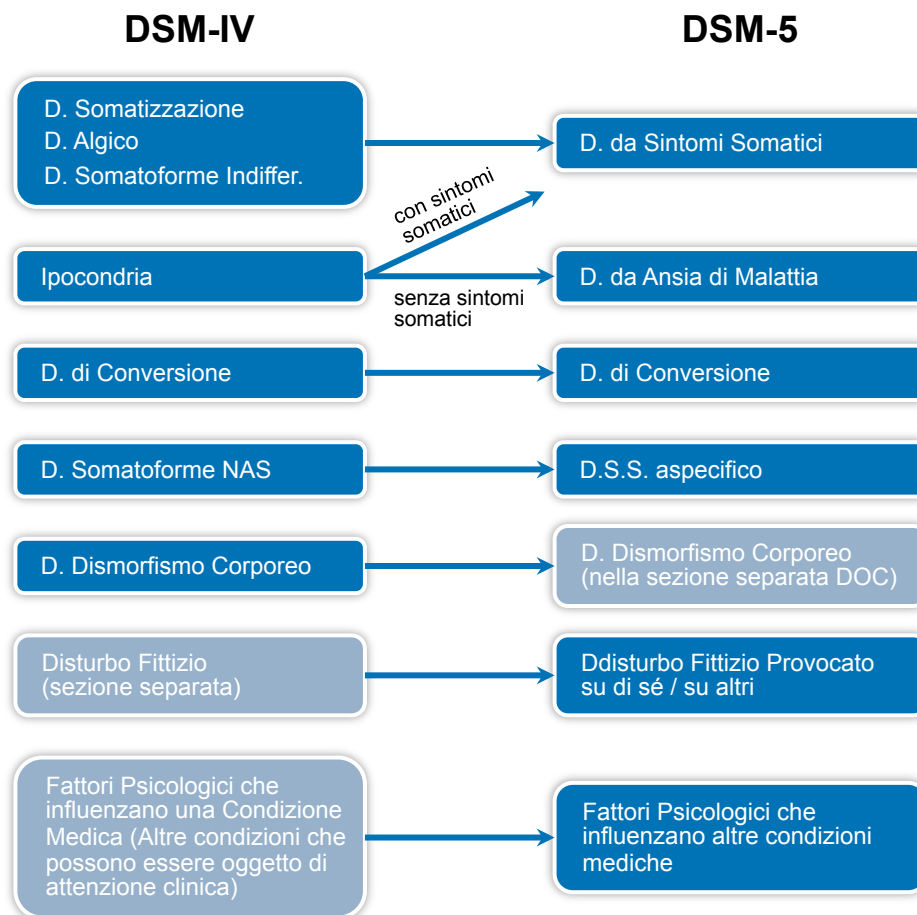 DSM-IV
DSM-5
D. Somatizzazione
D. Algico
D. Somatoforme Indiffer.
D. da Sintomi Somatici
con sintomi
somatici
Ipocondria
D. da Ansia di Malattia
senza sintomi
somatici
D. di Conversione
D. di Conversione
D. Somatoforme NAS
D.S.S. aspecifico
D. Dismorfismo Corporeo
D. Dismorfismo Corporeo
(nella sezione separata DOC)
Disturbo Fittizio
(sezione separata)
Ddisturbo Fittizio Provocato
su di sé / su altri
Fattori Psicologici che
influenzano una Condizione
Medica (Altre condizioni che
possono essere oggetto di
attenzione clinica)
Fattori Psicologici che
influenzano altre condizioni
mediche